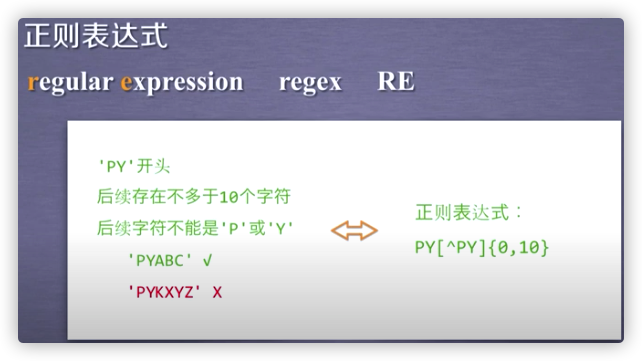 正则表达式
regular expression regex RE
'PY'开头
后续存在不多于10个字符
后续字符不能是'P'或'Y'
'PYABC' √
'PYKXYZ' X
正则表达式：
PY[^PY]{0,10}